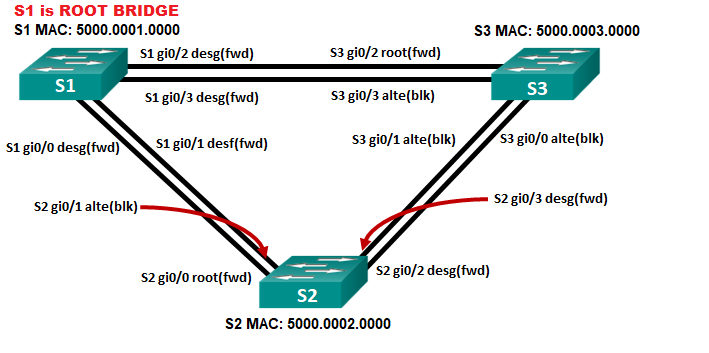 S1 is ROOT BRIDGE
S1 MAC: 5000.0001.0000
S3 MAC: 5000.0003.0000
S1 gi0/2 desg(fwd)
S3 gi0/2 root(fwd)
S1
S3
S1 gi0/3 desg(fwd)
S3 gi0/3 alte(blk)
S1 gi0/0 desg(fwd)
S1 gi0/1 desf(fwd)
S3 gi0/1 alte(blk)
S3 gi0/0 alte(blk)
S2 gi0/1 alte(blk)
S2 gi0/3 desg(fwd)
S2 gi0/0 root(fwd)
S2 gi0/2 desg(fwd)
S2
S2 MAC: 5000.0002.0000